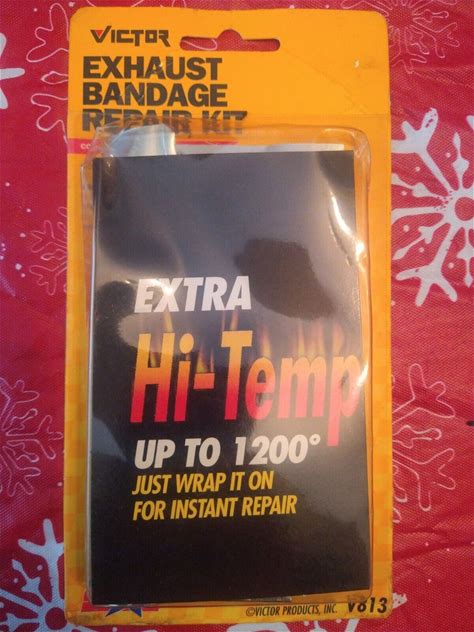 VICTOR
EXHAUST
BANDAGE
REPAIR KIT
EXTRA
Hi-Temp
UP TO 1200°
JUST WRAP IT ON
FOR INSTANT REPAIR
©VICTOR PRODUCTS, INC. V813